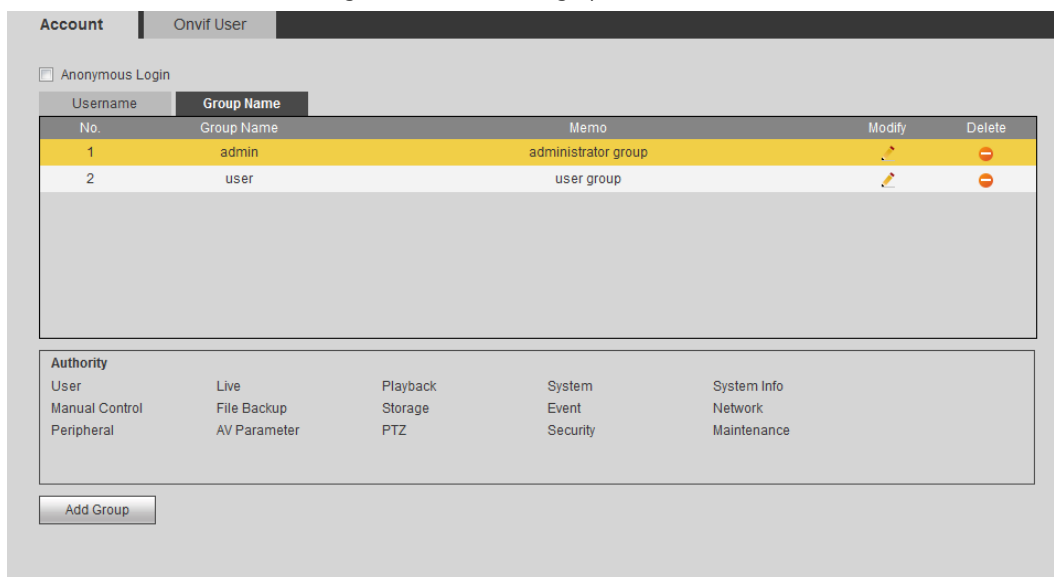 Account Onvif User
Anonymous Login
Username Group Name
No. Group Name Memo Modify Delete
1 admin administrator group
2 user user group
Authority
User Live Playback System System Info
Manual Control File Backup Storage Event Network
Peripheral AV Parameter PTZ Security Maintenance
Add Group